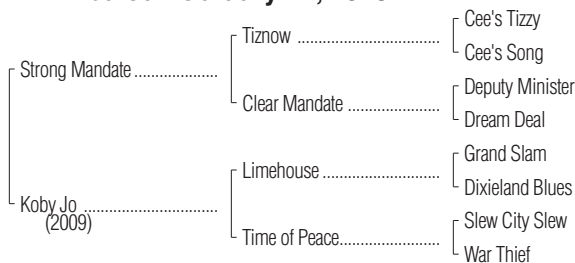 Cee's Tizzy
Tiznow ..........................................
Cee's Song
Strong Mandate ......................
Deputy Minister
Clear Mandate ........................
Dream Deal
Grand Slam
Limehouse ..............................
Dixieland Blues
Koby Jo ...................................
(2009)
Slew City Slew
Time of Peace..........................
War Thief